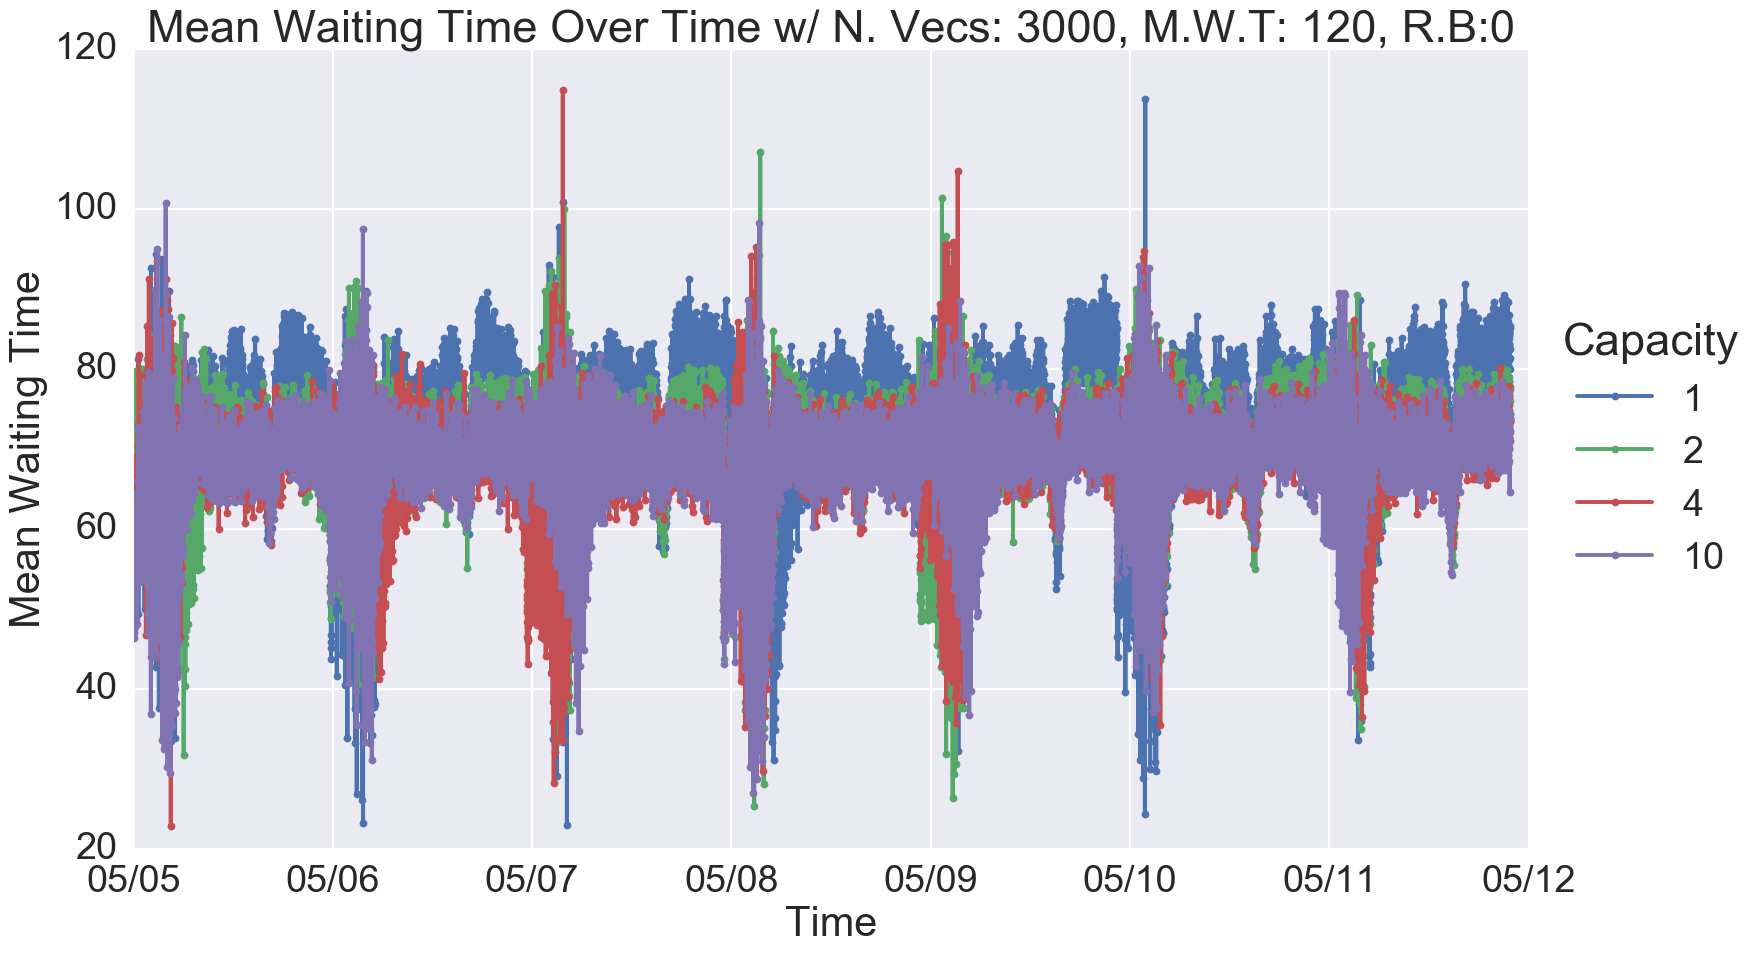 Mean Waiting Time Over Time w/ N. Vecs: 3000, M.W.T: 120, R.B:0
120
100
80
60
40
20
Mean Waiting Time
05/05 05/06 05/07 05/08 05/09 05/10 05/11 05/12
Time
Capacity
1
2
4
10